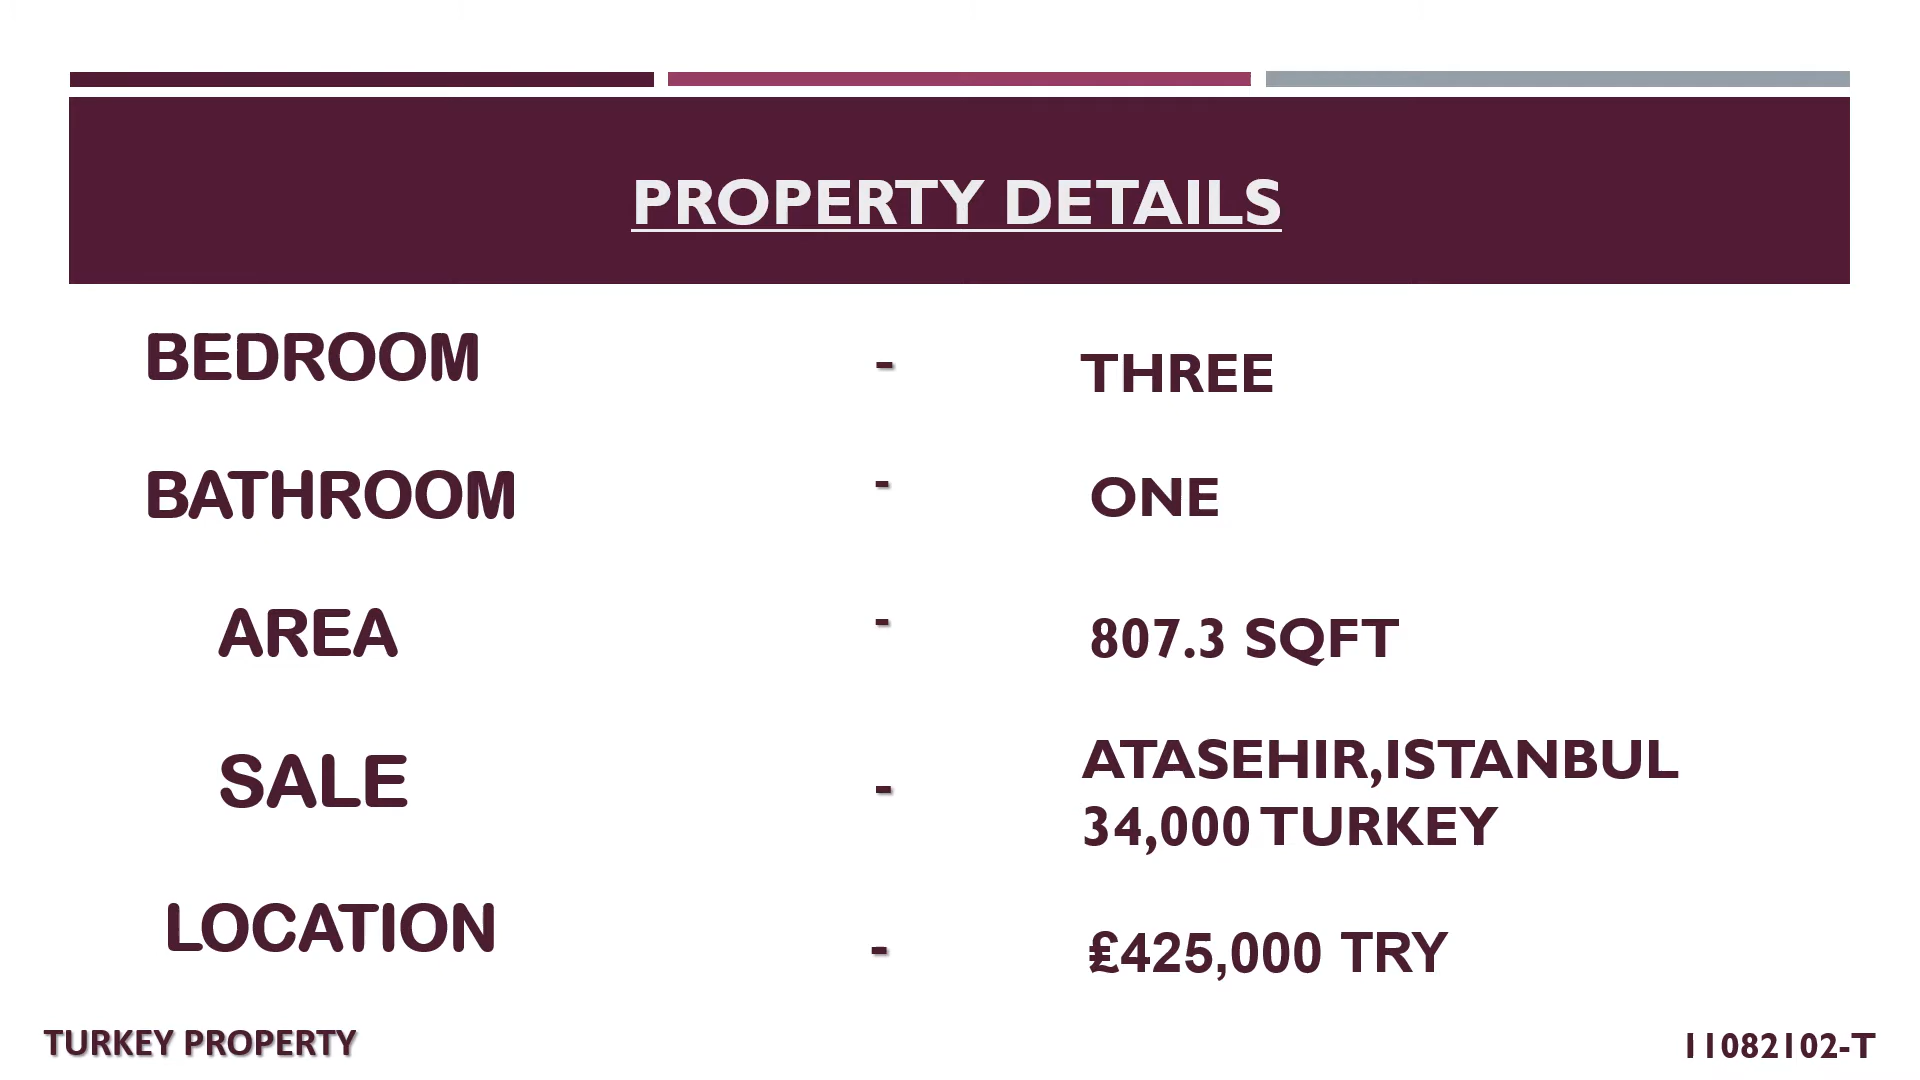 PROPERTY DETAILS
BEDROOM - THREE
BATHROOM - ONE
AREA - 807.3 SQFT
SALE - ATASEHIR,ISTANBUL
34,000 TURKEY
LOCATION - ₤425,000 TRY
TURKEY PROPERTY
11082102-T